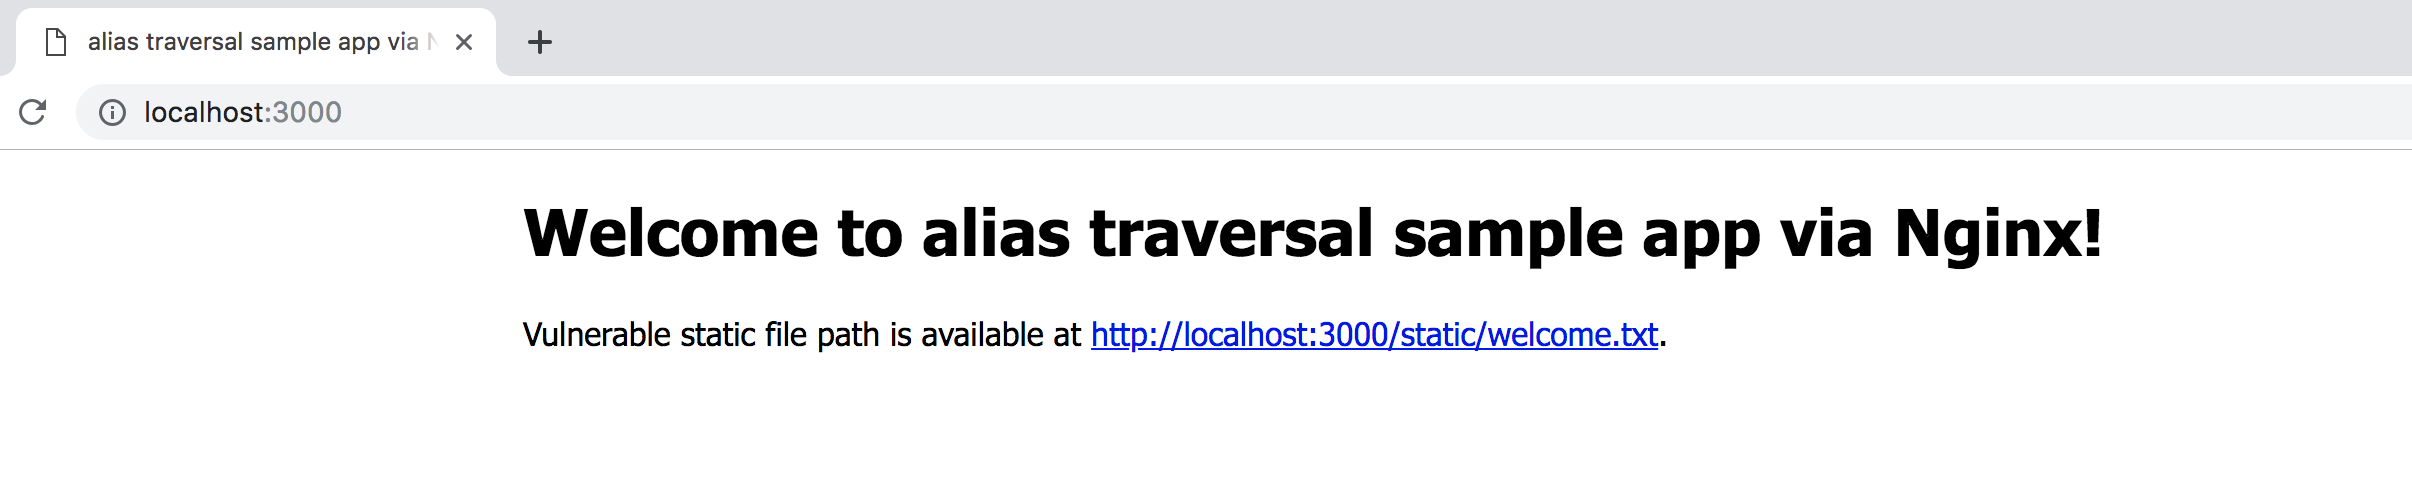 alias traversal sample app via
localhost:3000
Welcome to alias traversal sample app via Nginx!
Vulnerable static file path is available at http://localhost:3000/static/welcome.txt.